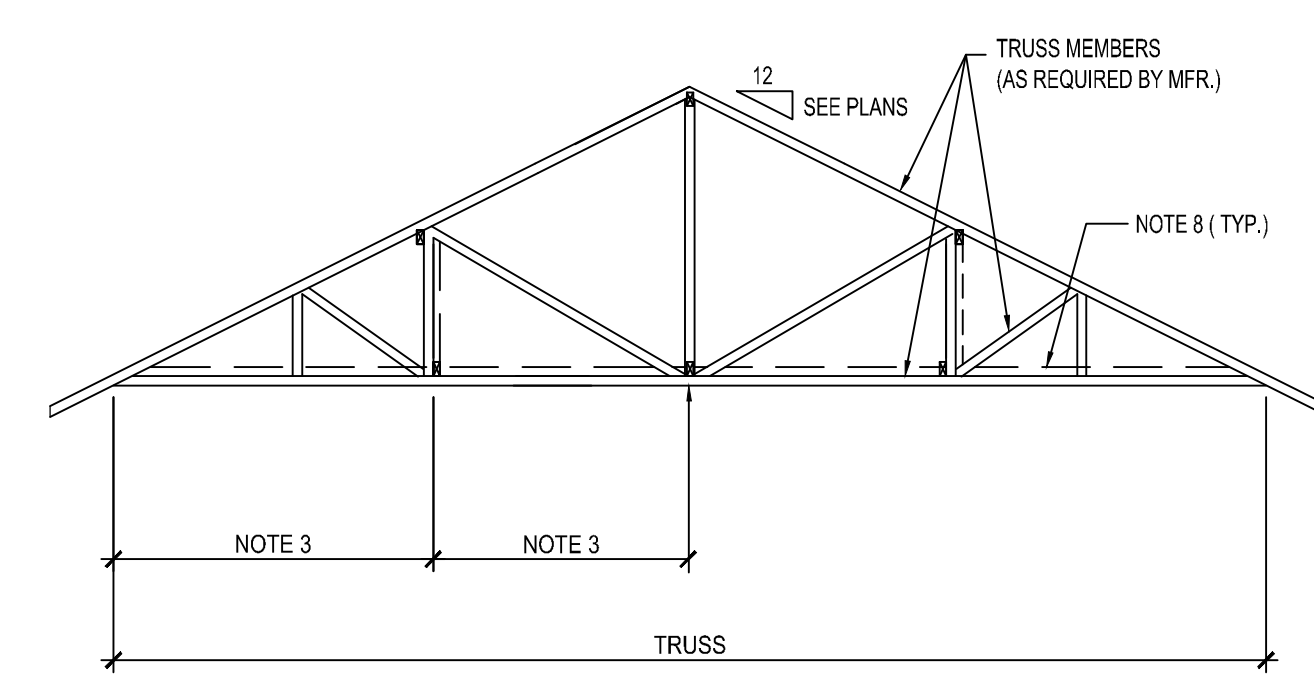 TRUSS MEMBERS
(AS REQUIRED BY MFR.)
12
SEE PLANS
NOTE 8 ( TYP.)
NOTE 3
NOTE 3
TRUSS